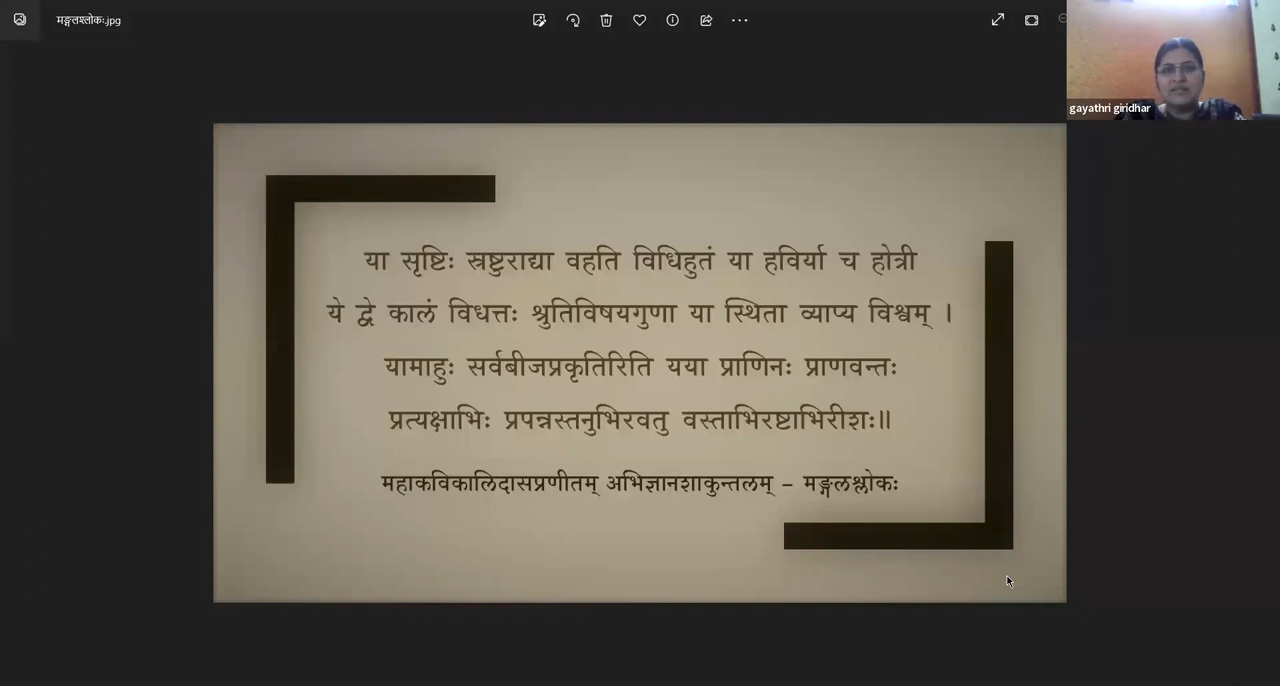 मङ्गलश्लोकः.jpg
gayathri giridhar
या सृष्टिः स्रष्टुराद्या वहति विधिहुतं या हविर्या च होत्री
ये द्वे कालं विधत्तः श्रुतिविषयगुणा या स्थिता व्याप्य विश्वम् ।
यामाहुः सर्वबीजप्रकृतिरिति यया प्राणिनः प्राणवन्तः
प्रत्यक्षाभिः प्रपन्नस्तनुभिरवतु वस्ताभिरष्टाभिरीशः॥
महाकविकालिदासप्रणीतम् अभिज्ञानशाकुन्तलम् – मङ्गलश्लोकः